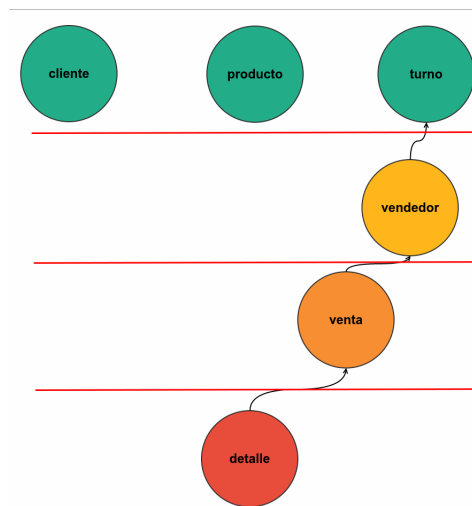 cliente
producto
turno
vendedor
venta
detalle